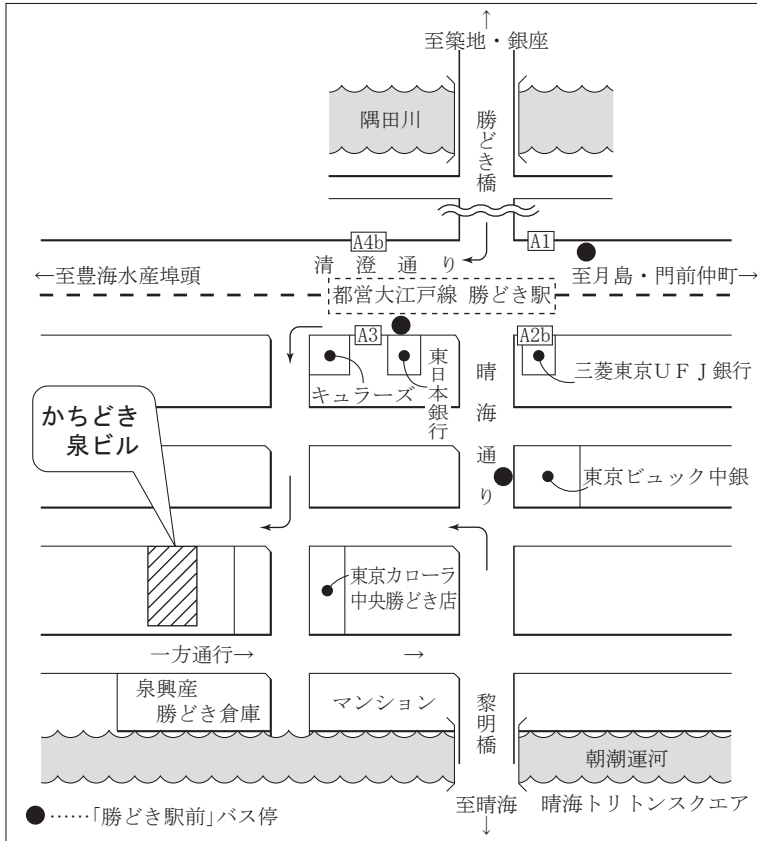 ↑
至築地・銀座
隅田川
勝どき橋
A4b
A1
清澄通り
←至豊海水産埠頭
至月島・門前仲町→
都営大江戸線 勝どき駅
A3
A2b
キュラーズ
東日本銀行
晴海通り
三菱東京UFJ銀行
かちどき
泉ビル
東京ビュック中銀
東京カローラ
中央勝どき店
一方通行→
→
泉興産
勝どき倉庫
マンション
黎明橋
朝潮運河
至晴海
↓
晴海トリトンスクエア
●……「勝どき駅前」バス停